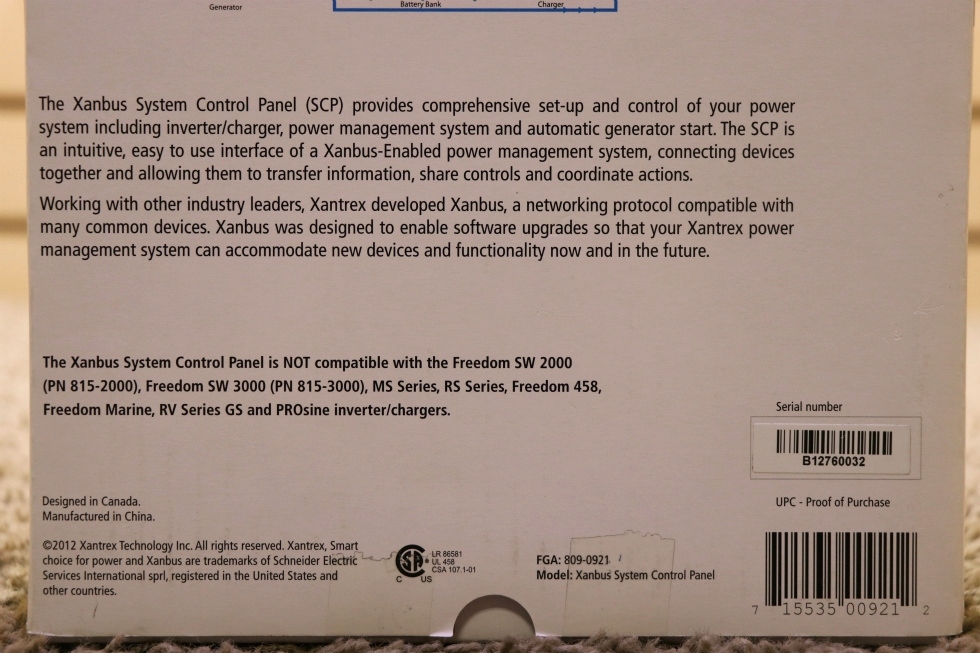 Generator
Battery Bank
Charger
The Xanbus System Control Panel (SCP) provides comprehensive set-up and control of your power
system including inverter/charger, power management system and automatic generator start. The SCP is
an intuitive, easy to use interface of a Xanbus-Enabled power management system, connecting devices
together and allowing them to transfer information, share controls and coordinate actions.
Working with other industry leaders, Xantrex developed Xanbus, a networking protocol compatible with
many common devices. Xanbus was designed to enable software upgrades so that your Xantrex power
management system can accommodate new devices and functionality now and in the future.
The Xanbus System Control Panel is NOT compatible with the Freedom SW 2000
(PN 815-2000), Freedom SW 3000 (PN 815-3000), MS Series, RS Series, Freedom 458,
Freedom Marine, RV Series GS and PROsine inverter/chargers.
Serial number
B12760032
UPC - Proof of Purchase
Designed in Canada.
Manufactured in China.
©2012 Xantrex Technology Inc. All rights reserved. Xantrex, Smart
choice for power and Xanbus are trademarks of Schneider Electric
Services International sprl, registered in the United States and
other countries.
SA
C US
LR 86581
UL 458
CSA 107.1-01
FGA: 809-0921
Model: Xanbus System Control Panel
7 15535 00921 2